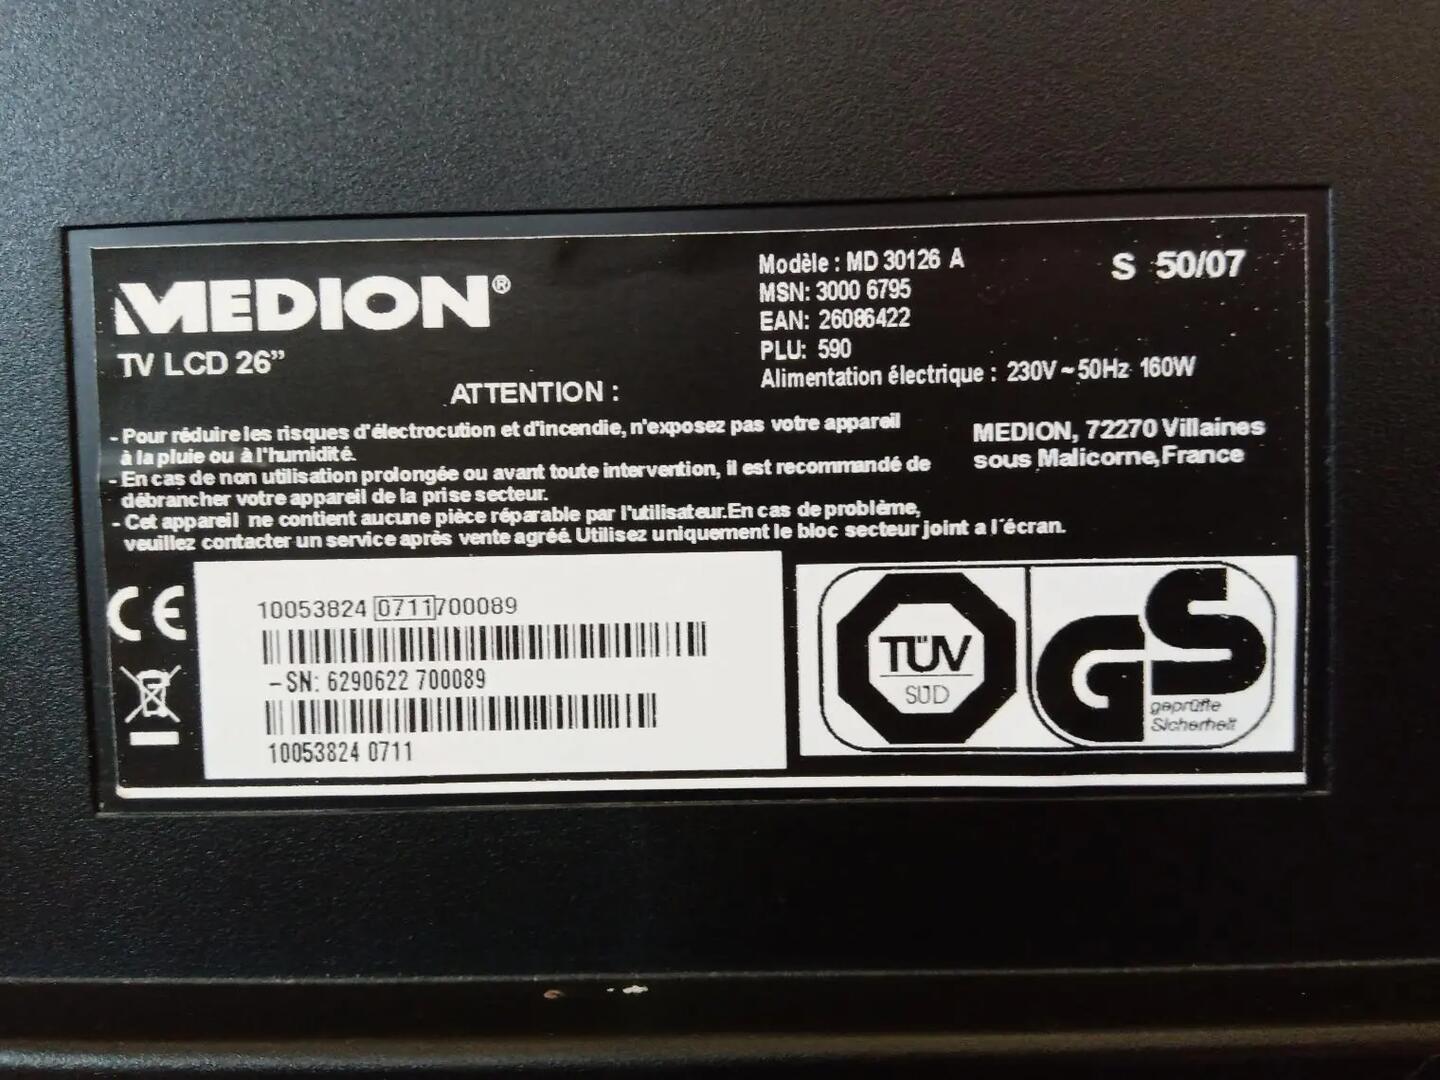 MEDION®
TV LCD 26”
Modèle : MD 30126 A
MSN: 3000 6795
EAN: 26086422
PLU: 590
Alimentation électrique : 230V ~ 50Hz 160W
S 50/07
ATTENTION :
- Pour réduire les risques d'électrocution et d'incendie, n'exposez pas votre appareil
à la pluie ou à l'humidité.
- En cas de non utilisation prolongée ou avant toute intervention, il est recommandé de
débrancher votre appareil de la prise secteur.
- Cet appareil ne contient aucune pièce réparable par l'utilisateur.En cas de problème,
veuillez contacter un service après vente agréé. Utilisez uniquement le bloc secteur joint a l'écran.
MEDION, 72270 Villaines
sous Malicorne, France
CE
10053824 0711 700089
-SN: 6290622 700089
10053824 0711
TÜV
SÜD
GS
geprüfte
Sicherheit